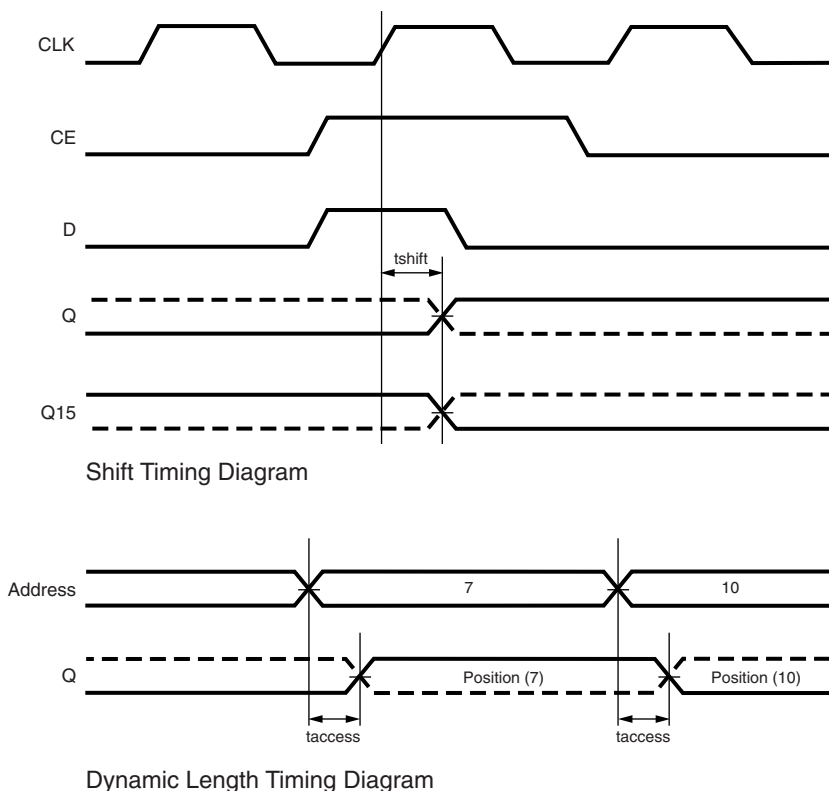 CLK
CE
D
tshift
Q
Q15
Shift Timing Diagram
Address 7 10
Q Position (7) Position (10)
taccess taccess
Dynamic Length Timing Diagram